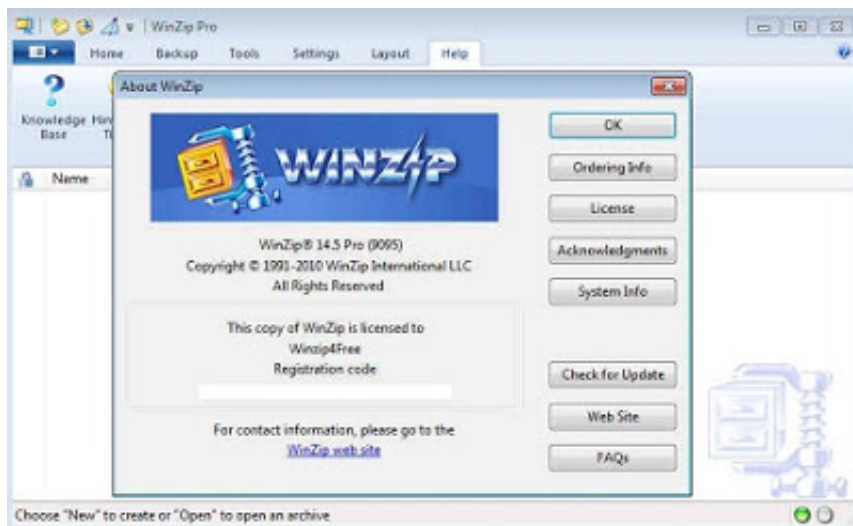 WinZip Pro
Home Backup Tools Settings Layout Help
Knowledge
Base
Name
About WinZip
WINZIP
WinZip® 14.5 Pro (9095)
Copyright © 1991-2010 WinZip International LLC
All Rights Reserved
This copy of WinZip is licensed to
Winzip4Free
Registration code
For contact information, please go to the
WinZip web site
OK
Ordering Info
License
Acknowledgments
System Info
Check for Update
Web Site
FAQs
Choose "New" to create or "Open" to open an archive